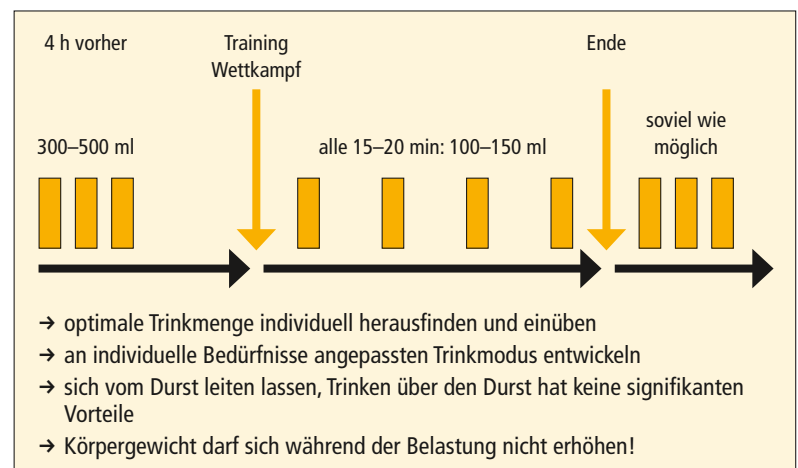 4 h vorher
Training
Wettkampf
Ende
300–500 ml
alle 15–20 min: 100–150 ml
soviel wie
möglich
→ optimale Trinkmenge individuell herausfinden und einüben
→ an individuelle Bedürfnisse angepassten Trinkmodus entwickeln
→ sich vom Durst leiten lassen, Trinken über den Durst hat keine signifikanten
Vorteile
→ Körpergewicht darf sich während der Belastung nicht erhöhen!